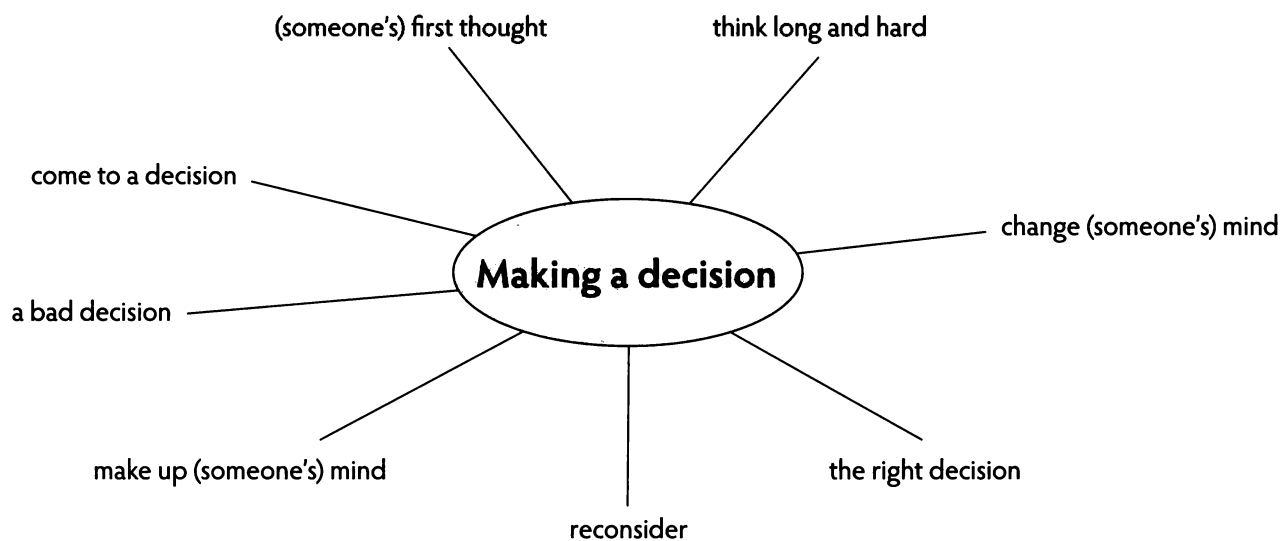 (someone's) first thought
think long and hard
come to a decision
change (someone's) mind
Making a decision
a bad decision
make up (someone's) mind
the right decision
reconsider